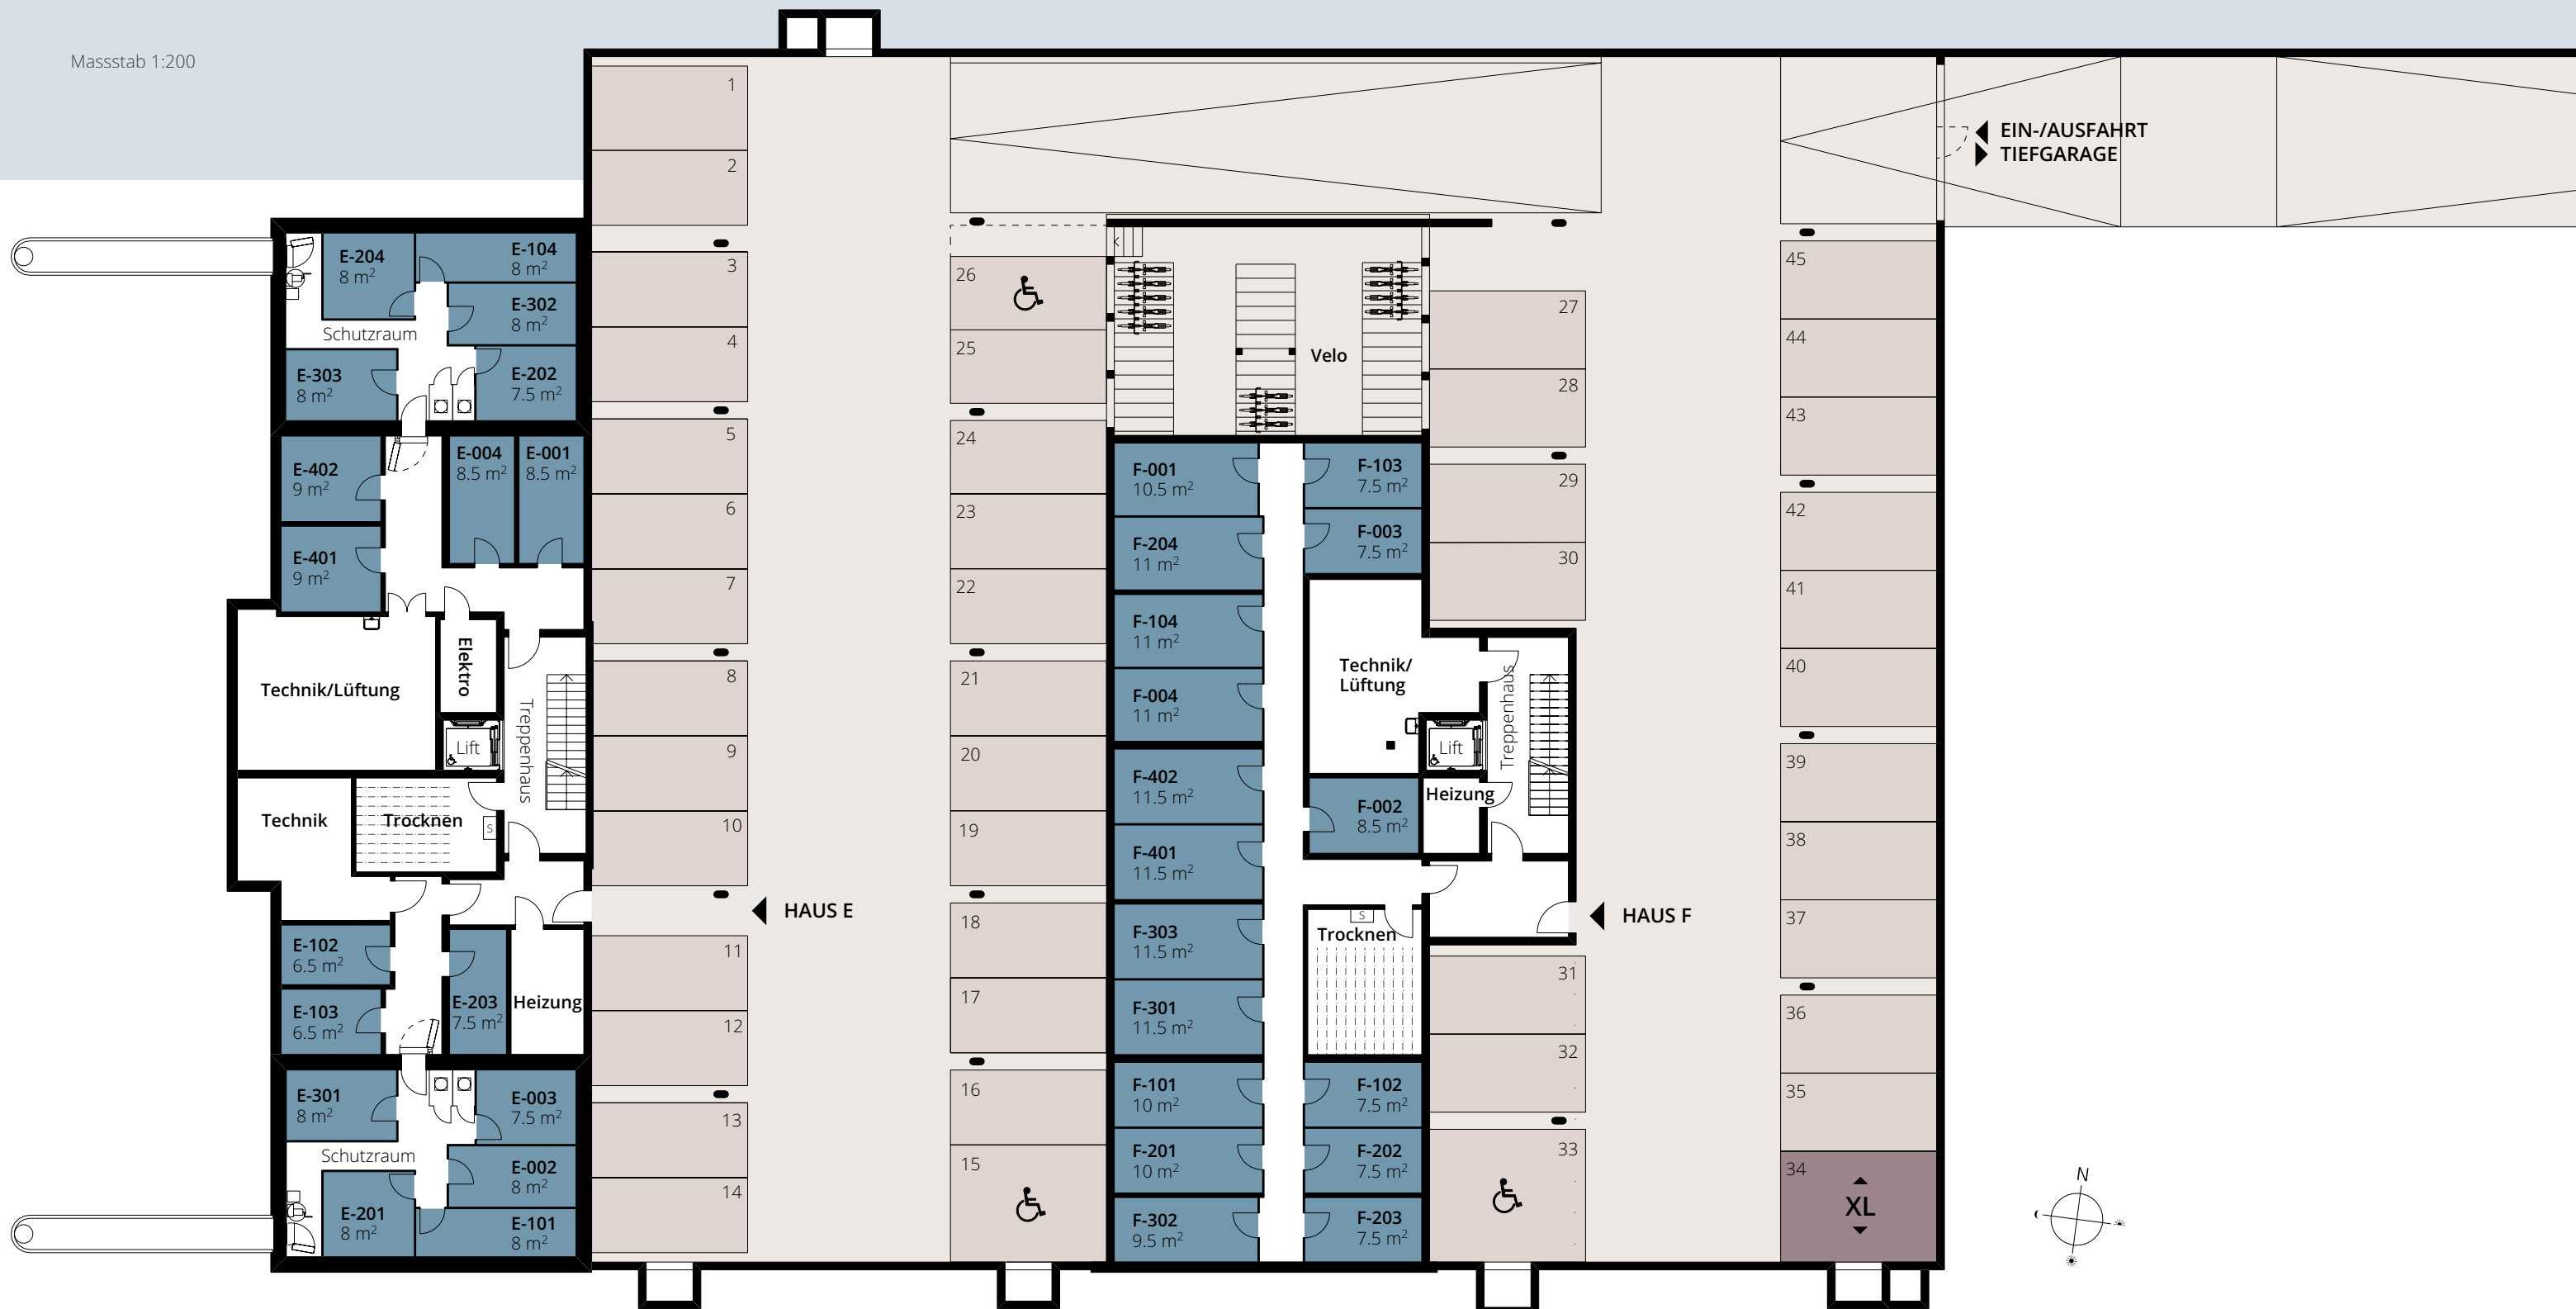 Massstab 1:200
EIN-/AUSFAHRT
TIEFGARAGE
E-204
8 m²
E-104
8 m²
E-302
8 m²
Schutzraum
E-303
8 m²
E-202
7.5 m²
E-402
9 m²
E-004
8.5 m²
E-001
8.5 m²
E-401
9 m²
Technik/Lüftung
Elektro
Lift
Treppenhaus
Technik
Trocknen
S
E-102
6.5 m²
E-103
6.5 m²
E-203
7.5 m²
Heizung
E-301
8 m²
E-003
7.5 m²
Schutzraum
E-002
8 m²
E-201
8 m²
E-101
8 m²
1
2
3
4
5
6
7
8
9
10
HAUS E
11
12
13
14
26
25
24
23
22
21
20
19
18
17
16
15
Velo
F-001
10.5 m²
F-204
11 m²
F-104
11 m²
F-004
11 m²
F-402
11.5 m²
F-401
11.5 m²
F-303
11.5 m²
F-301
11.5 m²
F-101
10 m²
F-201
10 m²
F-302
9.5 m²
F-103
7.5 m²
F-003
7.5 m²
Technik/
Lüftung
Lift
Treppenhaus
F-002
8.5 m²
Heizung
S
Trocknen
F-102
7.5 m²
F-202
7.5 m²
F-203
7.5 m²
27
28
29
30
HAUS F
31
32
33
45
44
43
42
41
40
39
38
37
36
35
34
XL
N